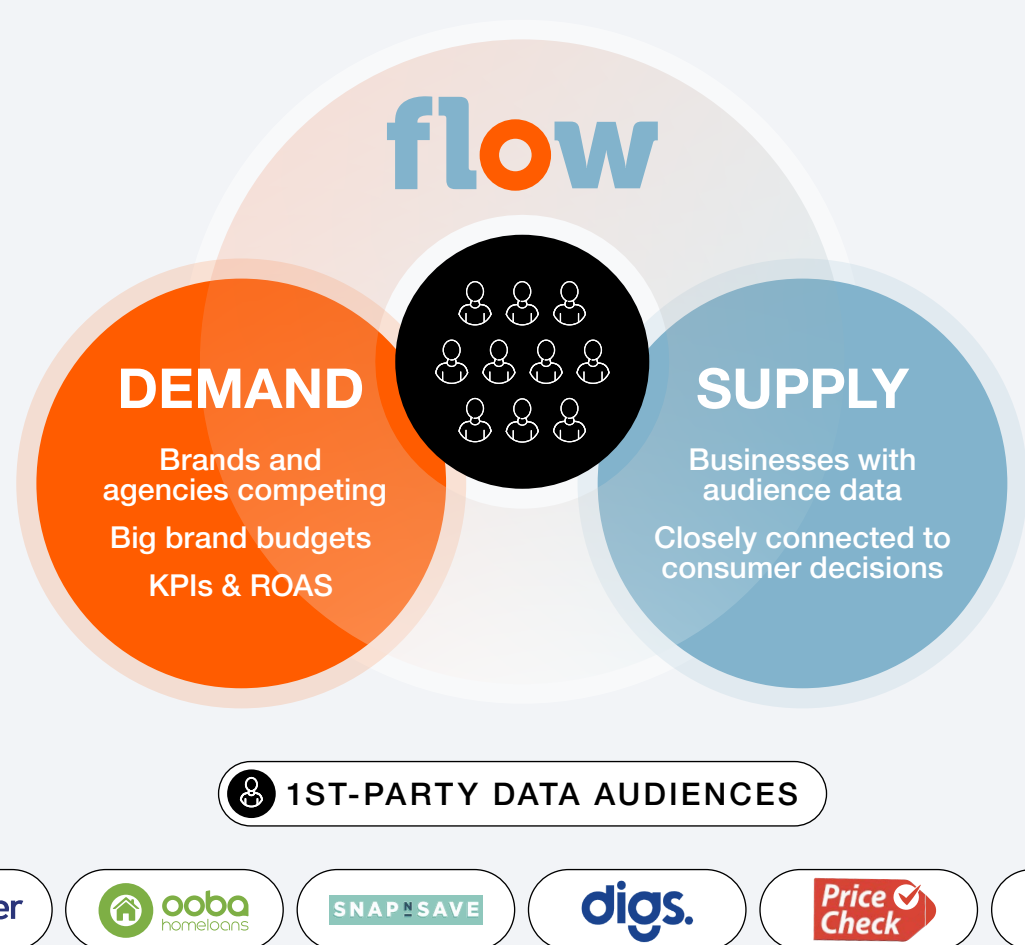 flow
DEMAND
Brands and
agencies competing
Big brand budgets
KPIs & ROAS
SUPPLY
Businesses with
audience data
Closely connected to
consumer decisions
1ST-PARTY DATA AUDIENCES
er
ooba
homeloans
SNAP N SAVE
digs.
Price
Check